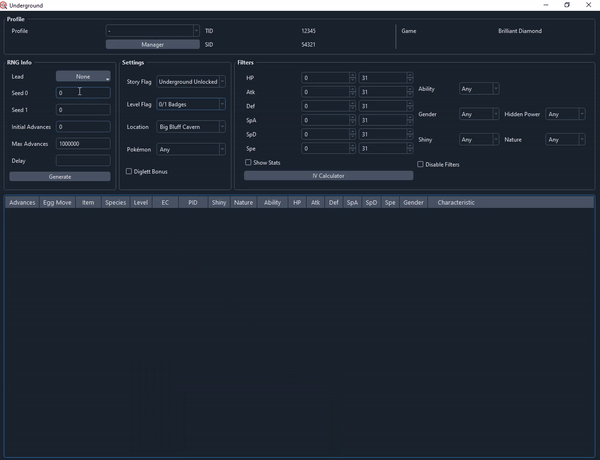 Underground
Profile
Profile - TID 12345 Game Brilliant Diamond
Manager SID 54321
RNG Info Settings Filters
Lead None
Seed 0 0
Seed 1 0
Initial Advances 0
Max Advances 1000000
Delay
Generate
Story Flag Underground Unlocked
Level Flag 0/1 Badges
Location Big Bluff Cavern
Pokémon Any
Diglett Bonus
HP 0 31
Atk 0 31
Def 0 31
SpA 0 31
SpD 0 31
Spe 0 31
Show Stats
IV Calculator
Ability Any
Gender Any Hidden Power Any
Shiny Any Nature Any
Disable Filters
Advances Egg Move Item Species Level EC PID Shiny Nature Ability HP Atk Def SpA SpD Spe Gender Characteristic